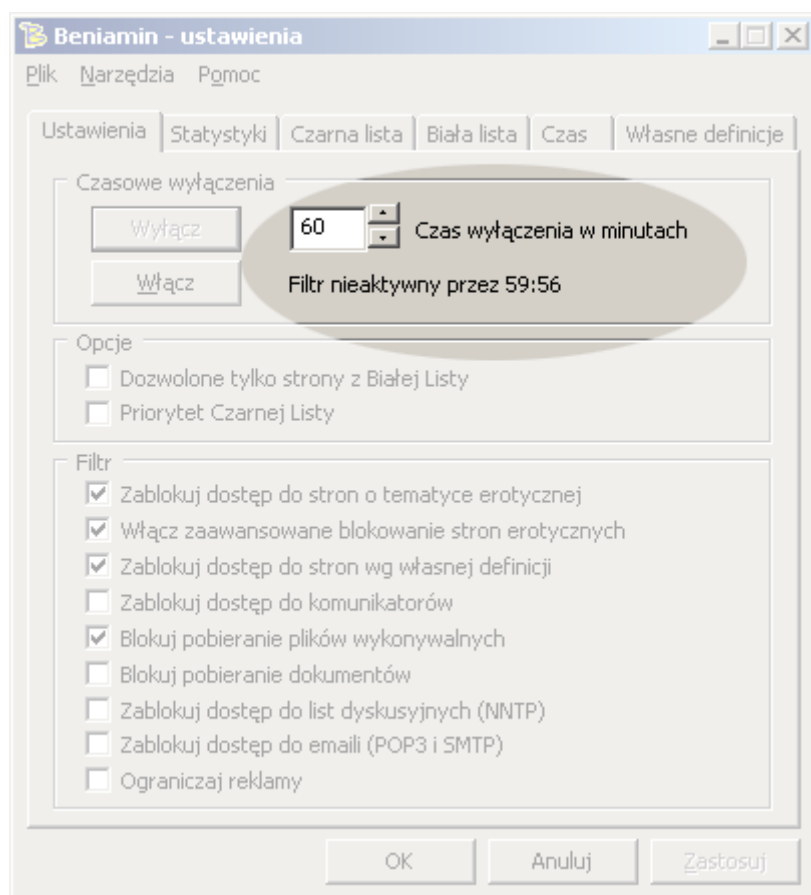 Beniamin - ustawienia
Plik Narzędzia Pomoc
Ustawienia Statystyki Czarna lista Biała lista Czas Własne definicje
Czasowe wyłączenia
Wyłącz 60 Czas wyłączenia w minutach
Włącz Filtr nieaktywny przez 59:56
Opcje
Dozwolone tylko strony z Białej Listy
Priorytet Czarnej Listy
Filtr
Zablokuj dostęp do stron o tematyce erotycznej
Włącz zaawansowane blokowanie stron erotycznych
Zablokuj dostęp do stron wg własnej definicji
Zablokuj dostęp do komunikatorów
Blokuj pobieranie plików wykonywalnych
Blokuj pobieranie dokumentów
Zablokuj dostęp do list dyskusyjnych (NNTP)
Zablokuj dostęp do emaili (POP3 i SMTP)
Ograniczaj reklamy
OK Anuluj Zastosuj